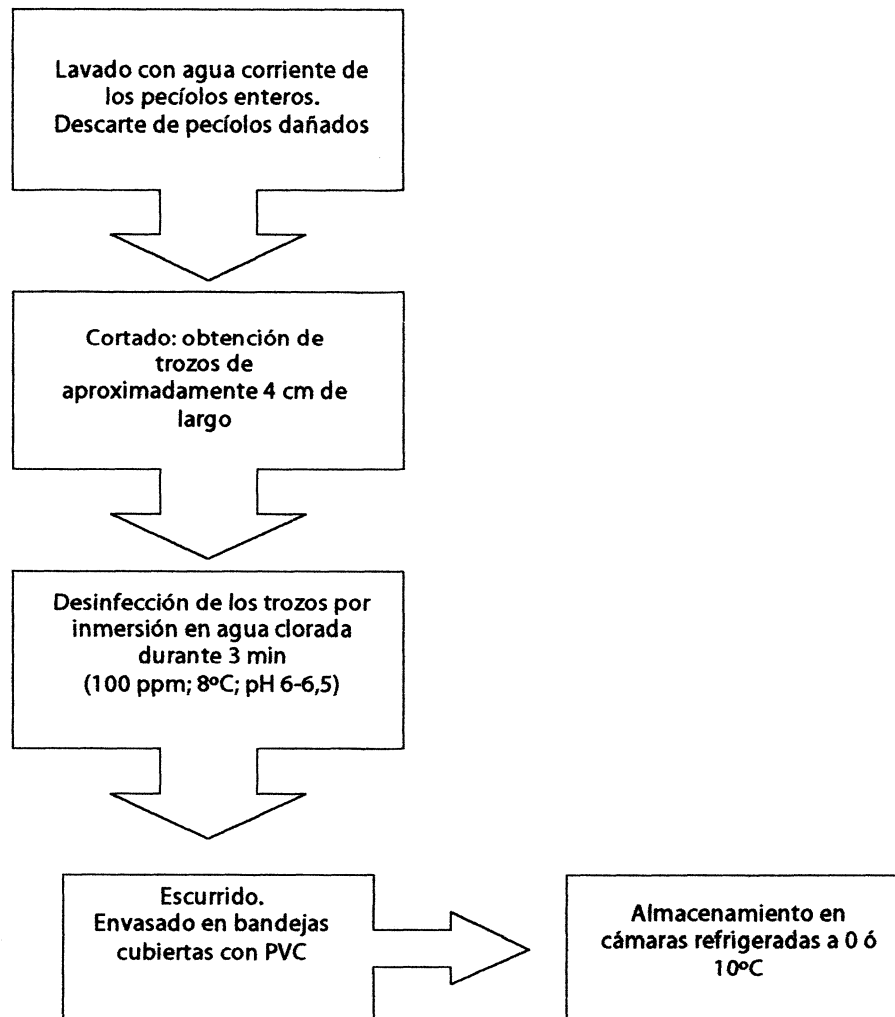 Lavado con agua corriente de
los pecíolos enteros.
Descarte de pecíolos dañados
Cortado: obtención de
trozos de
aproximadamente 4 cm de
largo
Desinfección de los trozos por
inmersión en agua clorada
durante 3 min
(100 ppm; 8ºC; pH 6-6,5)
Escurrido.
Envasado en bandejas
cubiertas con PVC
Almacenamiento en
cámaras refrigeradas a 0 ó
10ºC